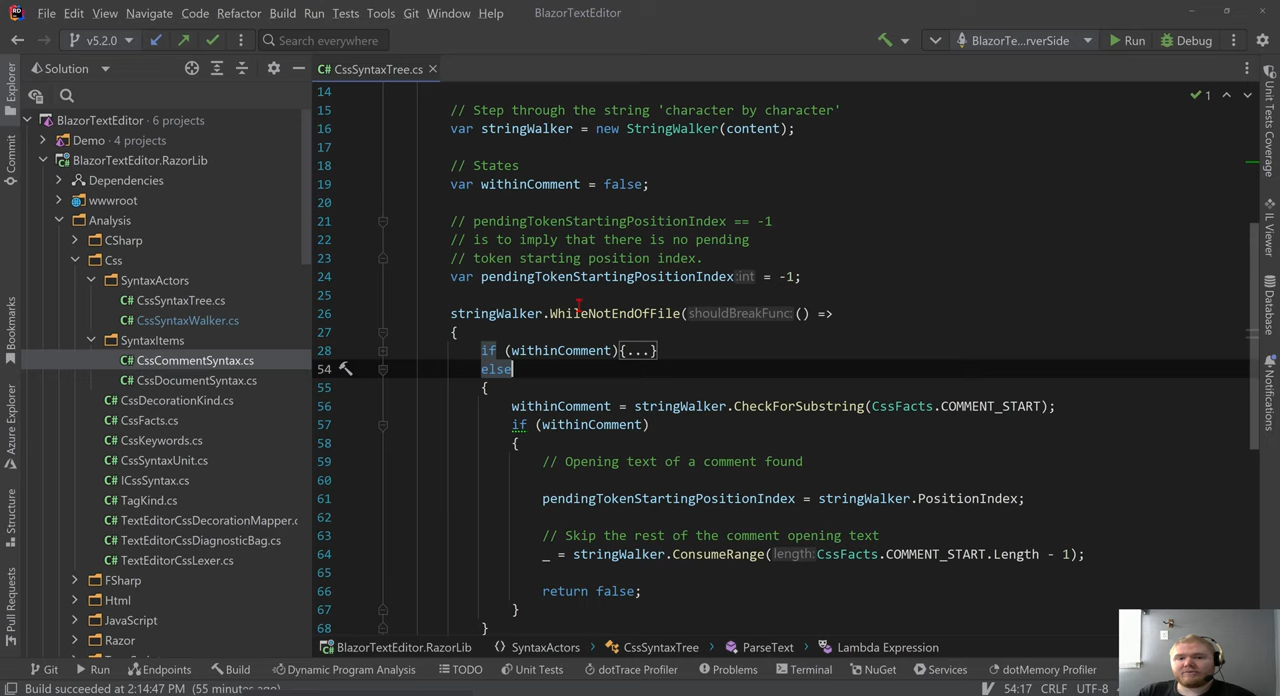 File Edit View Navigate Code Refactor Build Run Tests Tools Git Window Help BlazorTextEditor
v5.2.0 Search everywhere BlazorTe...rverSide Run Debug
Solution CssSyntaxTree.cs
BlazorTextEditor • 6 projects
Demo • 4 projects
BlazorTextEditor.RazorLib
Dependencies
wwwroot
Analysis
CSharp
Css
SyntaxActors
C# CssSyntaxTree.cs
C# CssSyntaxWalker.cs
SyntaxItems
C# CssCommentSyntax.cs
C# CssDocumentSyntax.cs
C# CssDecorationKind.cs
C# CssFacts.cs
C# CssKeywords.cs
C# CssSyntaxUnit.cs
C# ICssSyntax.cs
C# TagKind.cs
C# TextEditorCssDecorationMapper.c
C# TextEditorCssDiagnosticBag.cs
C# TextEditorCssLexer.cs
FSharp
Html
JavaScript
Razor
Explorer
Commit
Bookmarks
Azure Explorer
Structure
Pull Requests
14
15 // Step through the string 'character by character'
16 var stringWalker = new StringWalker(content);
17
18 // States
19 var withinComment = false;
20
21 // pendingTokenStartingPositionIndex == -1
22 // is to imply that there is no pending
23 // token starting position index.
24 var pendingTokenStartingPositionIndex:int = -1;
25
26 stringWalker.WhileNotEndOfFile(shouldBreakFunc: () =>
27 {
28 if (withinComment){...}
54 else
55 {
56 withinComment = stringWalker.CheckForSubstring(CssFacts.COMMENT_START);
57 if (withinComment)
58 {
59 // Opening text of a comment found
60
61 pendingTokenStartingPositionIndex = stringWalker.PositionIndex;
62
63 // Skip the rest of the comment opening text
64 _ = stringWalker.ConsumeRange(length: CssFacts.COMMENT_START.Length - 1);
65
66 return false;
67 }
68 }
1
Unit Tests Coverage
IL Viewer
Notifications
BlazorTextEditor.RazorLib SyntaxActors CssSyntaxTree ParseText Lambda Expression
Git Run Endpoints Build Dynamic Program Analysis TODO Unit Tests dotTrace Profiler Problems Terminal NuGet Services dotMemory Profiler
Build succeeded at 2:14:47 PM (55 minutes ago) 54:17 CRLF UTF-8